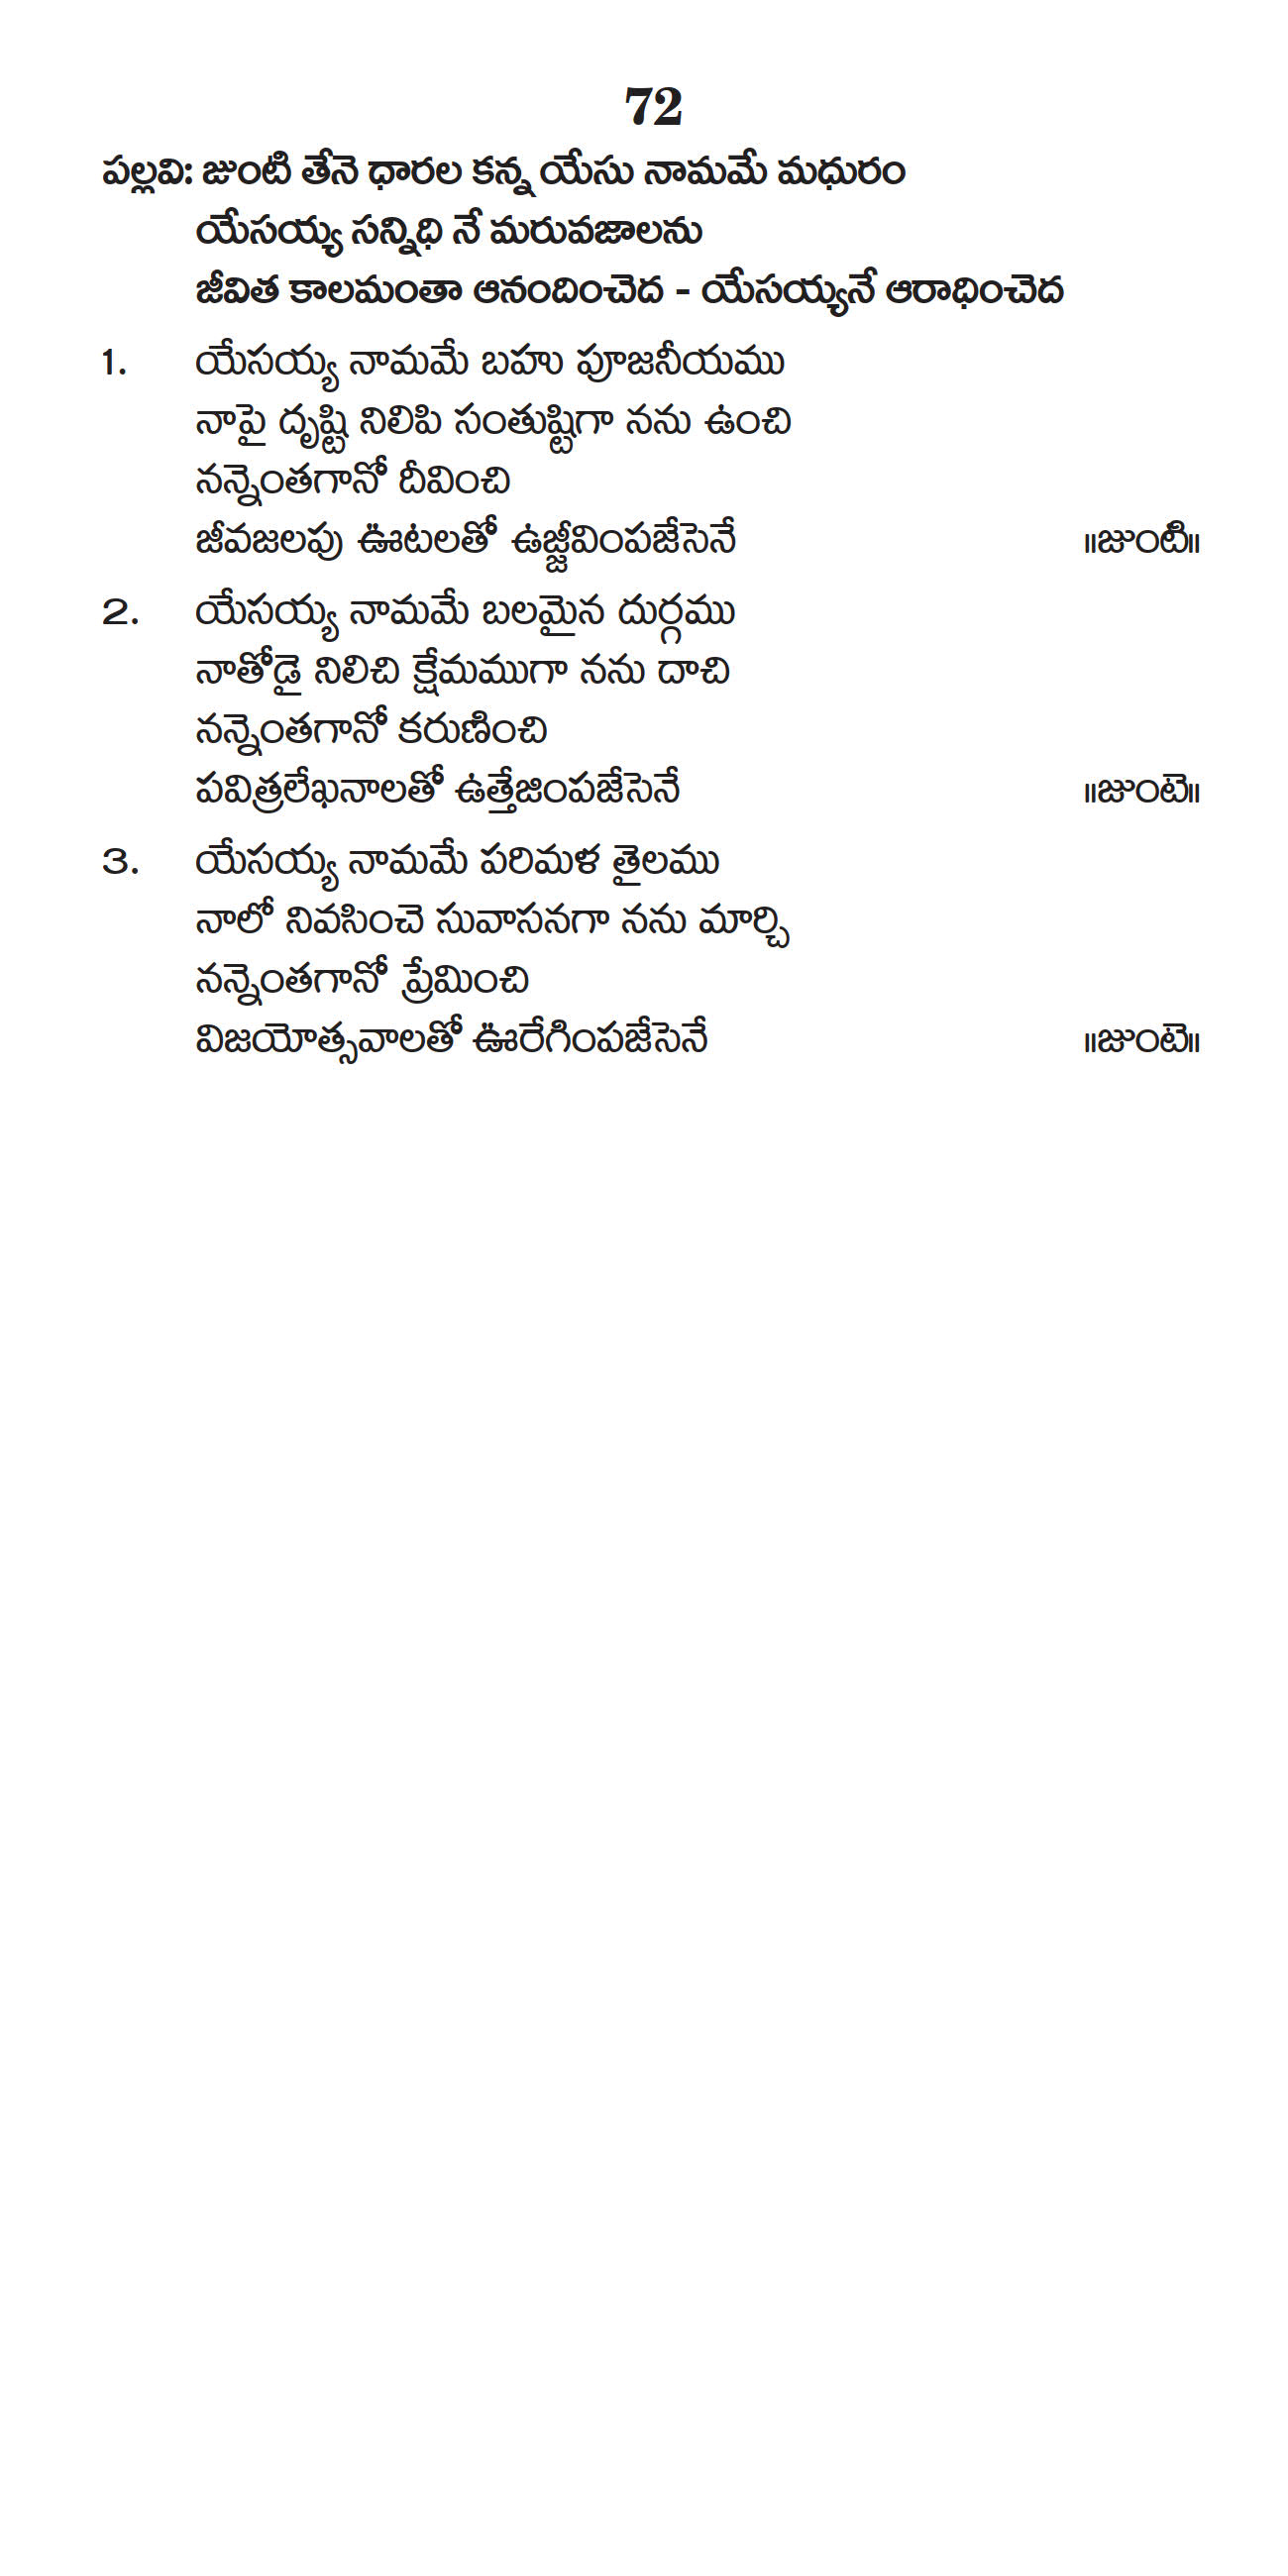 72
పల్లవి: జుంటి తేనె ధారల కన్న యేసు నామమే మధురం
యేసయ్య సన్నిధి నే మరువజాలను
జీవిత కాలమంతా ఆనందించెద - యేసయ్యనే ఆరాధించెద
1. యేసయ్య నామమే బహు పూజనీయము
నాపై దృష్టి నిలిపి సంతుష్టిగా నను ఉంచి
నన్నెంతగానో దీవించి
జీవజలపు ఊటలతో ఉజ్జీవింపజేసెనే ॥జుంటి॥
2. యేసయ్య నామమే బలమైన దుర్గము
నాతోడై నిలిచి క్షేమముగా నను దాచి
నన్నెంతగానో కరుణించి
పవిత్రలేఖనాలతో ఉత్తేజింపజేసెనే ॥జుంటె॥
3. యేసయ్య నామమే పరిమళ తైలము
నాలో నివసించె సువాసనగా నను మార్చి
నన్నెంతగానో ప్రేమించి
విజయోత్సవాలతో ఊరేగింపజేసెనే ॥జుంటె॥